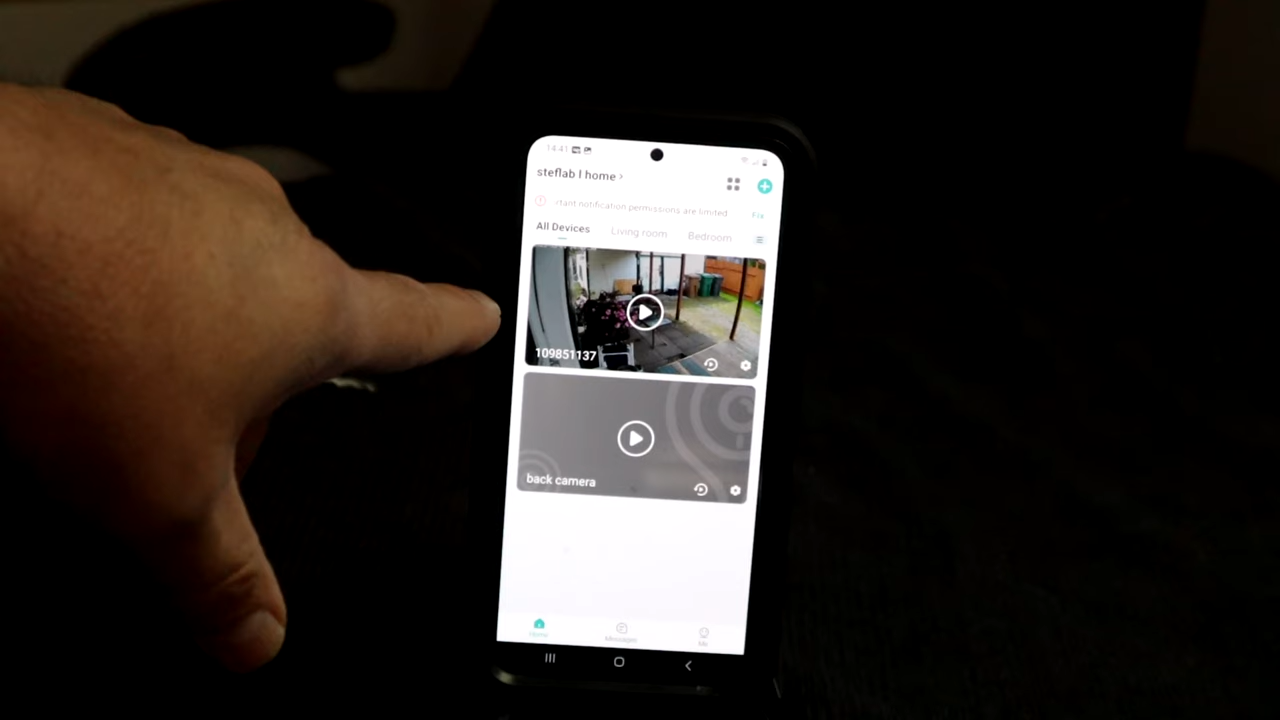 14:41
steflab l home >
rtant notification permissions are limited Fix
All Devices Living room Bedroom
109851137
back camera
Home Messages Me